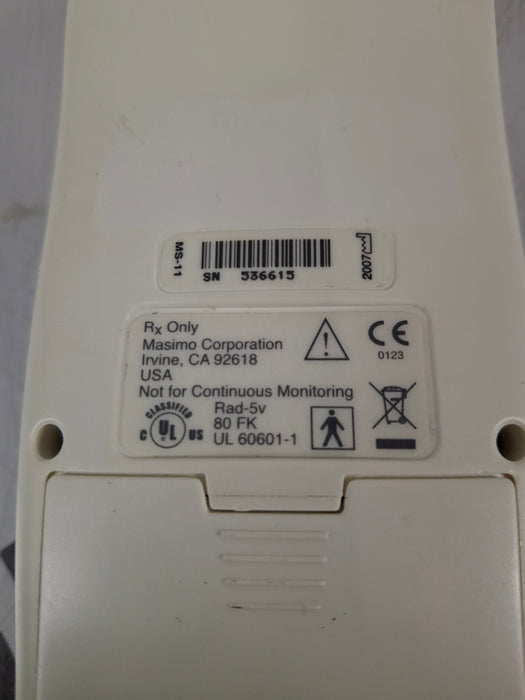 MS-11
SN 536615
2007
Rx Only
Masimo Corporation
Irvine, CA 92618
USA
Not for Continuous Monitoring
CE
0123
CLASSIFIED
C UL US
Rad-5v
80 FK
UL 60601-1